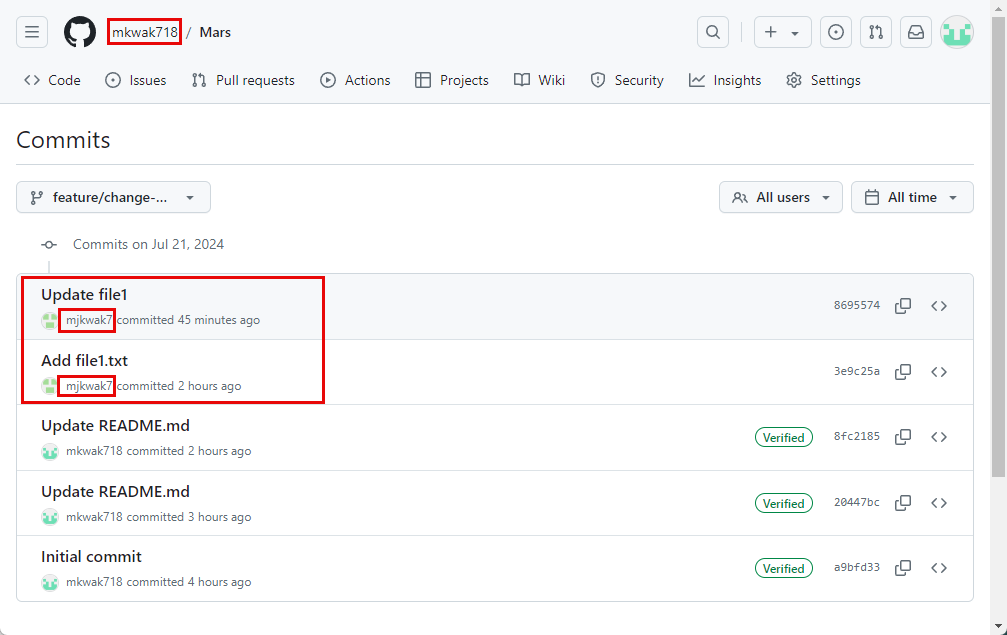 mkwak718 / Mars
Code Issues Pull requests Actions Projects Wiki Security Insights Settings
Commits
feature/change-... All users All time
Commits on Jul 21, 2024
Update file1
mjkwak7 committed 45 minutes ago 8695574
Add file1.txt
mjkwak7 committed 2 hours ago 3e9c25a
Update README.md
mkwak718 committed 2 hours ago Verified 8fc2185
Update README.md
mkwak718 committed 3 hours ago Verified 20447bc
Initial commit
mkwak718 committed 4 hours ago Verified a9bfd33